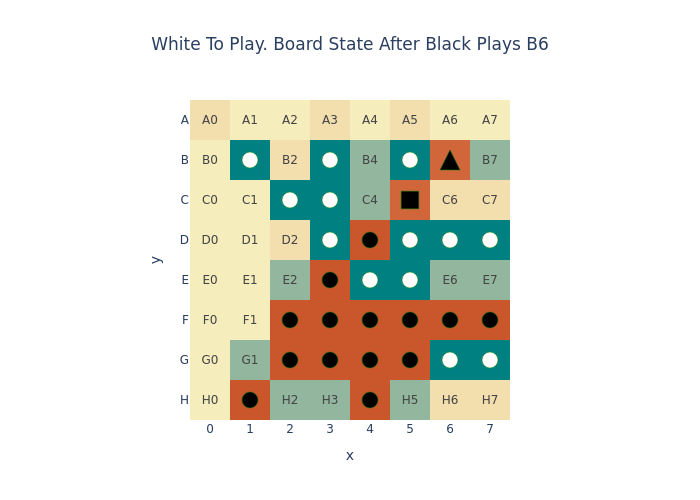 White To Play. Board State After Black Plays B6
A A0 A1 A2 A3 A4 A5 A6 A7
B B0 B2 B4 B7
C C0 C1 C4 C6 C7
D D0 D1 D2
E E0 E1 E2 E6 E7
F F0 F1
G G0 G1
H H0 H2 H3 H5 H6 H7
0 1 2 3 4 5 6 7
x
y